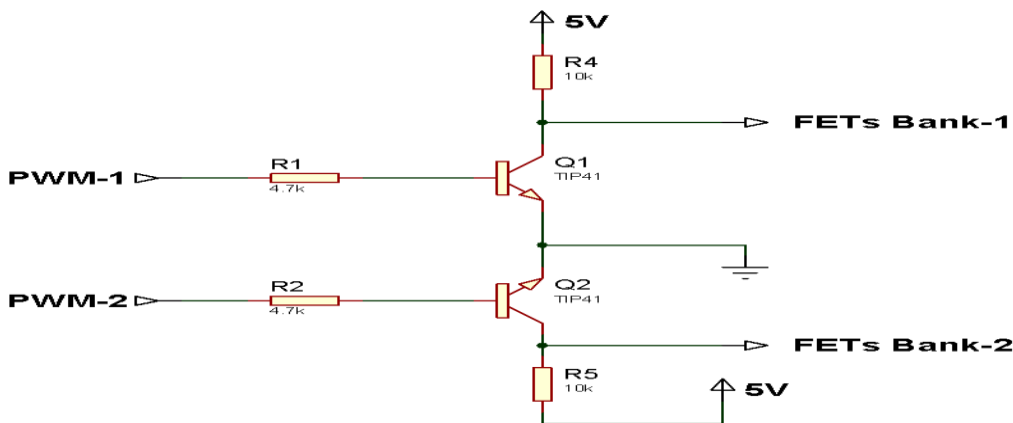 5V
R4
10k
FETs Bank-1
R1
4.7k
Q1
TIP41
PWM-1
R2
4.7k
Q2
TIP41
PWM-2
FETs Bank-2
R5
10k
5V